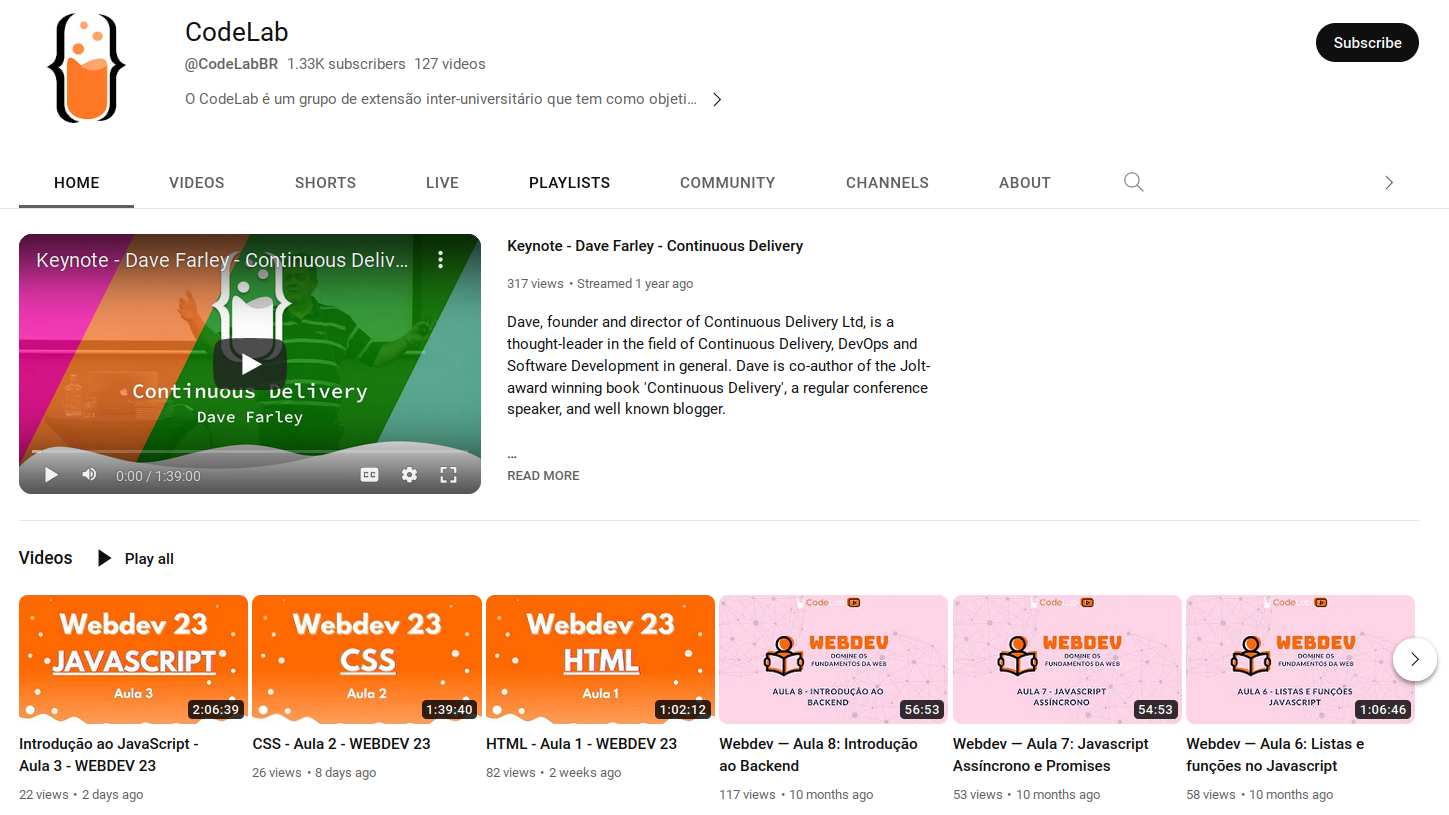 CodeLab
@CodeLabBR 1.33K subscribers 127 videos
O CodeLab é um grupo de extensão inter-universitário que tem como objeti...
Subscribe
HOME VIDEOS SHORTS LIVE PLAYLISTS COMMUNITY CHANNELS ABOUT
Keynote - Dave Farley - Continuous Deliv...
Continuous Delivery
Dave Farley
0:00 / 1:39:00
CC
Keynote - Dave Farley - Continuous Delivery
317 views • Streamed 1 year ago
Dave, founder and director of Continuous Delivery Ltd, is a
thought-leader in the field of Continuous Delivery, DevOps and
Software Development in general. Dave is co-author of the Jolt-
award winning book 'Continuous Delivery', a regular conference
speaker, and well known blogger.
...
READ MORE
Videos Play all
Webdev 23
JAVASCRIPT
Aula 3
2:06:39
Introdução ao JavaScript -
Aula 3 - WEBDEV 23
22 views • 2 days ago
Webdev 23
CSS
Aula 2
1:39:40
CSS - Aula 2 - WEBDEV 23
26 views • 8 days ago
Webdev 23
HTML
Aula 1
1:02:12
HTML - Aula 1 - WEBDEV 23
82 views • 2 weeks ago
CodeLab
WEBDEV
DOMINE OS
FUNDAMENTOS DA WEB
AULA 8 - INTRODUÇÃO AO
BACKEND
56:53
Webdev — Aula 8: Introdução
ao Backend
117 views • 10 months ago
CodeLab
WEBDEV
DOMINE OS
FUNDAMENTOS DA WEB
AULA 7 - JAVASCRIPT
ASSÍNCRONO
54:53
Webdev — Aula 7: Javascript
Assíncrono e Promises
53 views • 10 months ago
CodeLab
WEBDEV
DOMINE OS
FUNDAMENTOS DA WEB
AULA 6 - LISTAS E FUNÇÕES
JAVASCRIPT
1:06:46
Webdev — Aula 6: Listas e
funções no Javascript
58 views • 10 months ago